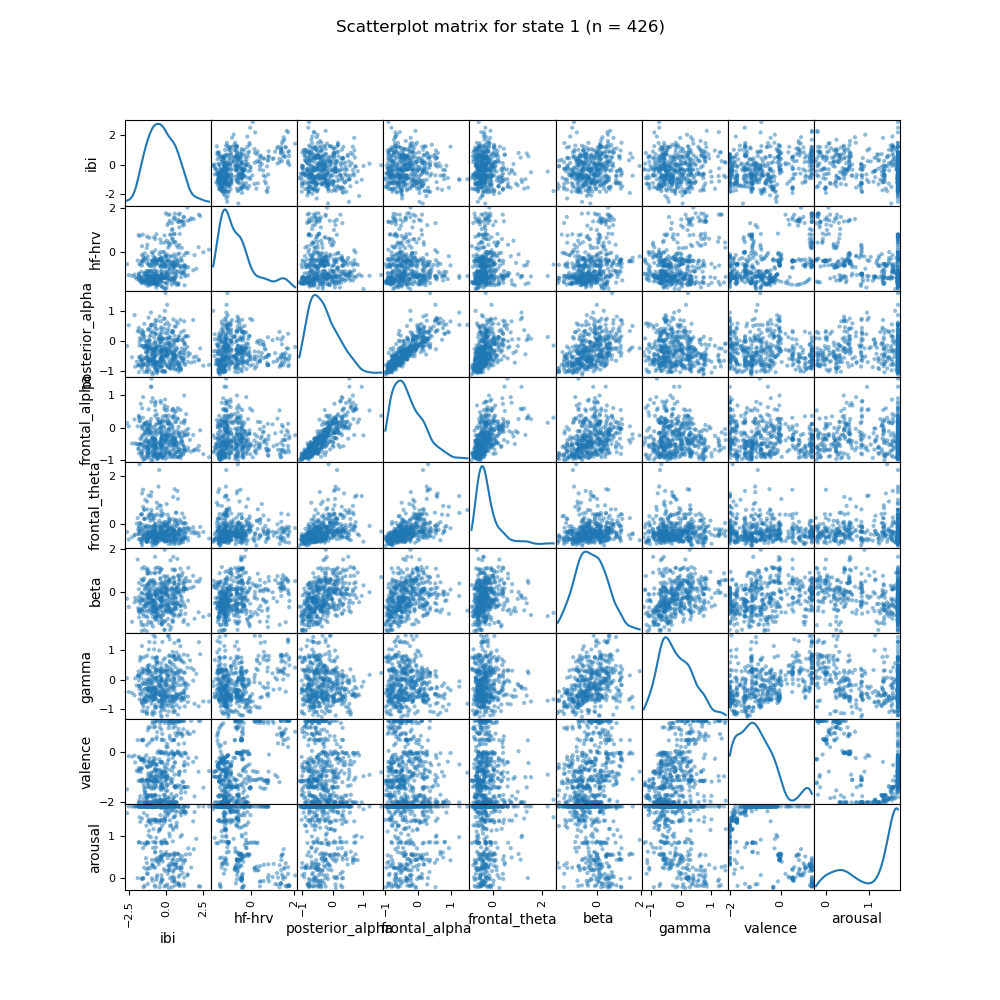 Scatterplot matrix for state 1 (n = 426)
ibi
2
0
-2
hf-hrv
2
0
posterior_alpha
1
0
−1
frontal_alpha
1
0
−1
frontal_theta
2
0
beta
2
0
gamma
1
0
−1
valence
0
−2
arousal
1
0
−2.5 0.0 2.5 0 2 −1 0 1 −1 0 1 0 2 0 2 −1 0 1 −2 0 0 1
ibi hf-hrv posterior_alpha frontal_alpha frontal_theta beta gamma valence arousal